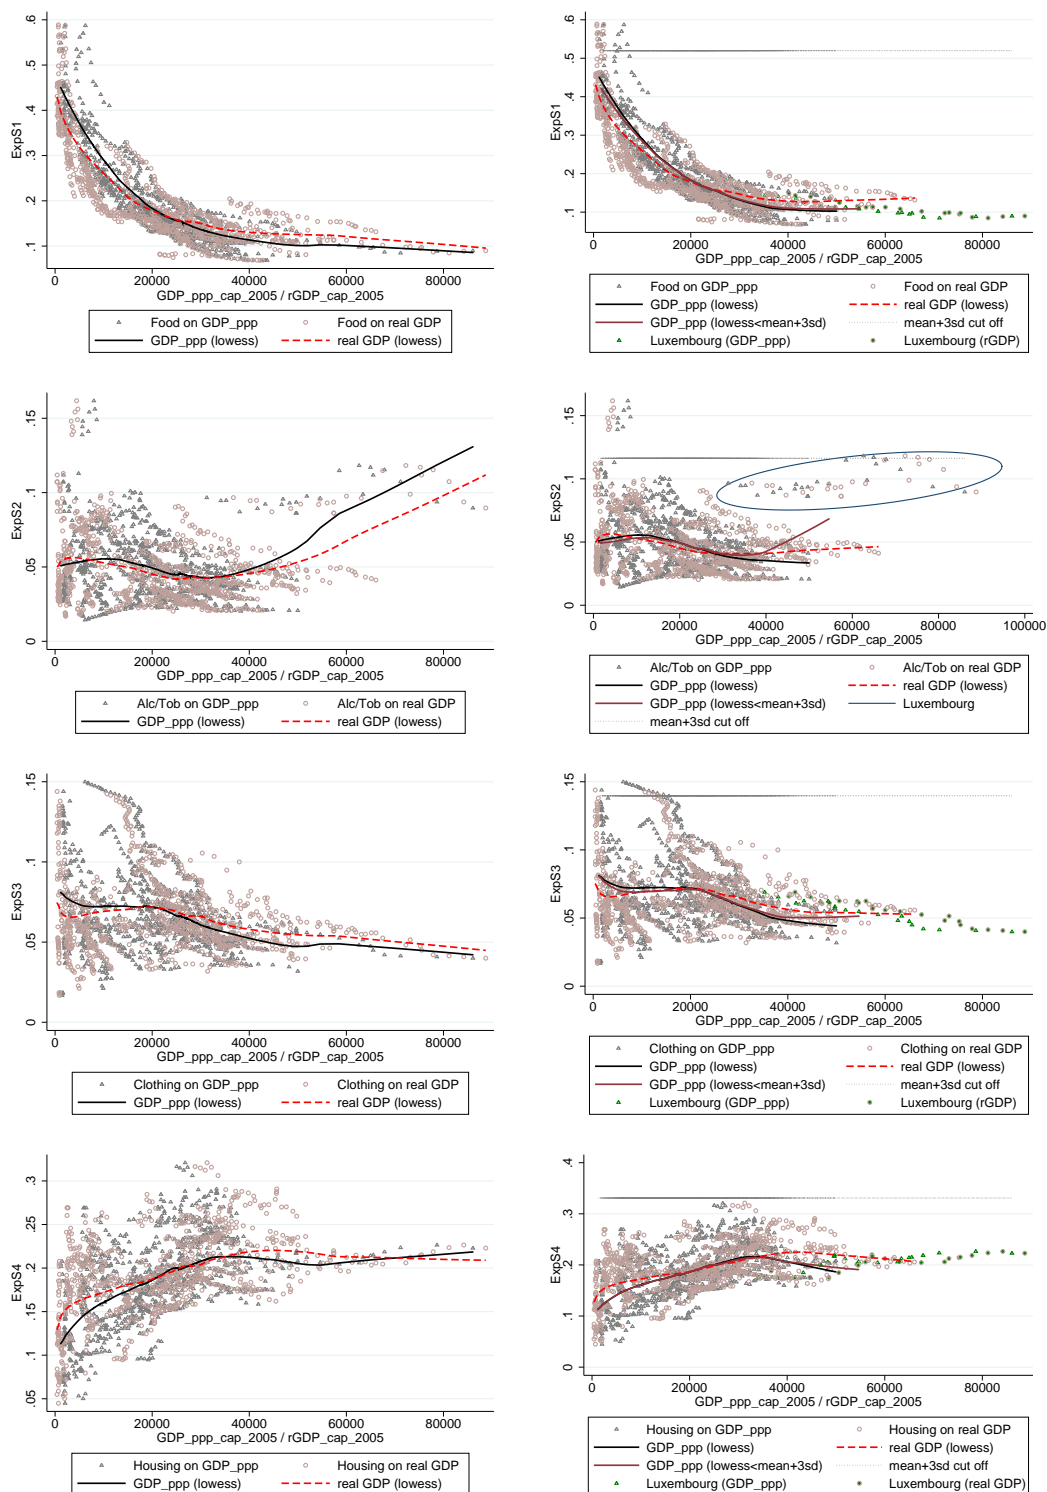 .6
.5
.4
.3
.2
.1
ExpS1
0 20000 40000 60000 80000
GDP_ppp_cap_2005 / rGDP_cap_2005
Food on GDP_ppp Food on real GDP
GDP_ppp (lowess) real GDP (lowess)
.6
.5
.4
.3
.2
.1
ExpS1
0 20000 40000 60000 80000
GDP_ppp_cap_2005 / rGDP_cap_2005
Food on GDP_ppp Food on real GDP
GDP_ppp (lowess) real GDP (lowess)
GDP_ppp (lowess<mean+3sd) mean+3sd cut off
Luxembourg (GDP_ppp) Luxembourg (rGDP)
.15
.1
.05
0
ExpS2
0 20000 40000 60000 80000
GDP_ppp_cap_2005 / rGDP_cap_2005
Alc/Tob on GDP_ppp Alc/Tob on real GDP
GDP_ppp (lowess) real GDP (lowess)
.15
.1
.05
0
ExpS2
0 20000 40000 60000 80000 100000
GDP_ppp_cap_2005 / rGDP_cap_2005
Alc/Tob on GDP_ppp Alc/Tob on real GDP
GDP_ppp (lowess) real GDP (lowess)
GDP_ppp (lowess<mean+3sd) Luxembourg
mean+3sd cut off
.15
.1
.05
0
ExpS3
0 20000 40000 60000 80000
GDP_ppp_cap_2005 / rGDP_cap_2005
Clothing on GDP_ppp Clothing on real GDP
GDP_ppp (lowess) real GDP (lowess)
.15
.1
.05
0
ExpS3
0 20000 40000 60000 80000
GDP_ppp_cap_2005 / rGDP_cap_2005
Clothing on GDP_ppp Clothing on real GDP
GDP_ppp (lowess) real GDP (lowess)
GDP_ppp (lowess<mean+3sd) mean+3sd cut off
Luxembourg (GDP_ppp) Luxembourg (rGDP)
.3
.25
.2
.15
.1
.05
ExpS4
0 20000 40000 60000 80000
GDP_ppp_cap_2005 / rGDP_cap_2005
Housing on GDP_ppp Housing on real GDP
GDP_ppp (lowess) real GDP (lowess)
.4
.3
.2
.1
0
ExpS4
0 20000 40000 60000 80000
GDP_ppp_cap_2005 / rGDP_cap_2005
Housing on GDP_ppp Housing on real GDP
GDP_ppp (lowess) real GDP (lowess)
GDP_ppp (lowess<mean+3sd) mean+3sd cut off
Luxembourg (GDP_ppp) Luxembourg (real GDP)